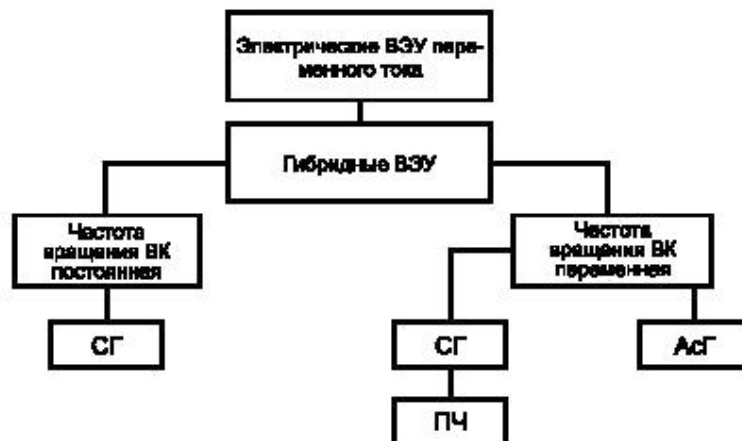 Электрические ВЭУ пере-
менного тока
Гибридные ВЭУ
Частота
вращения ВК
постоянная
Частота
вращения ВК
переменная
СГ
СГ
АсГ
ПЧ